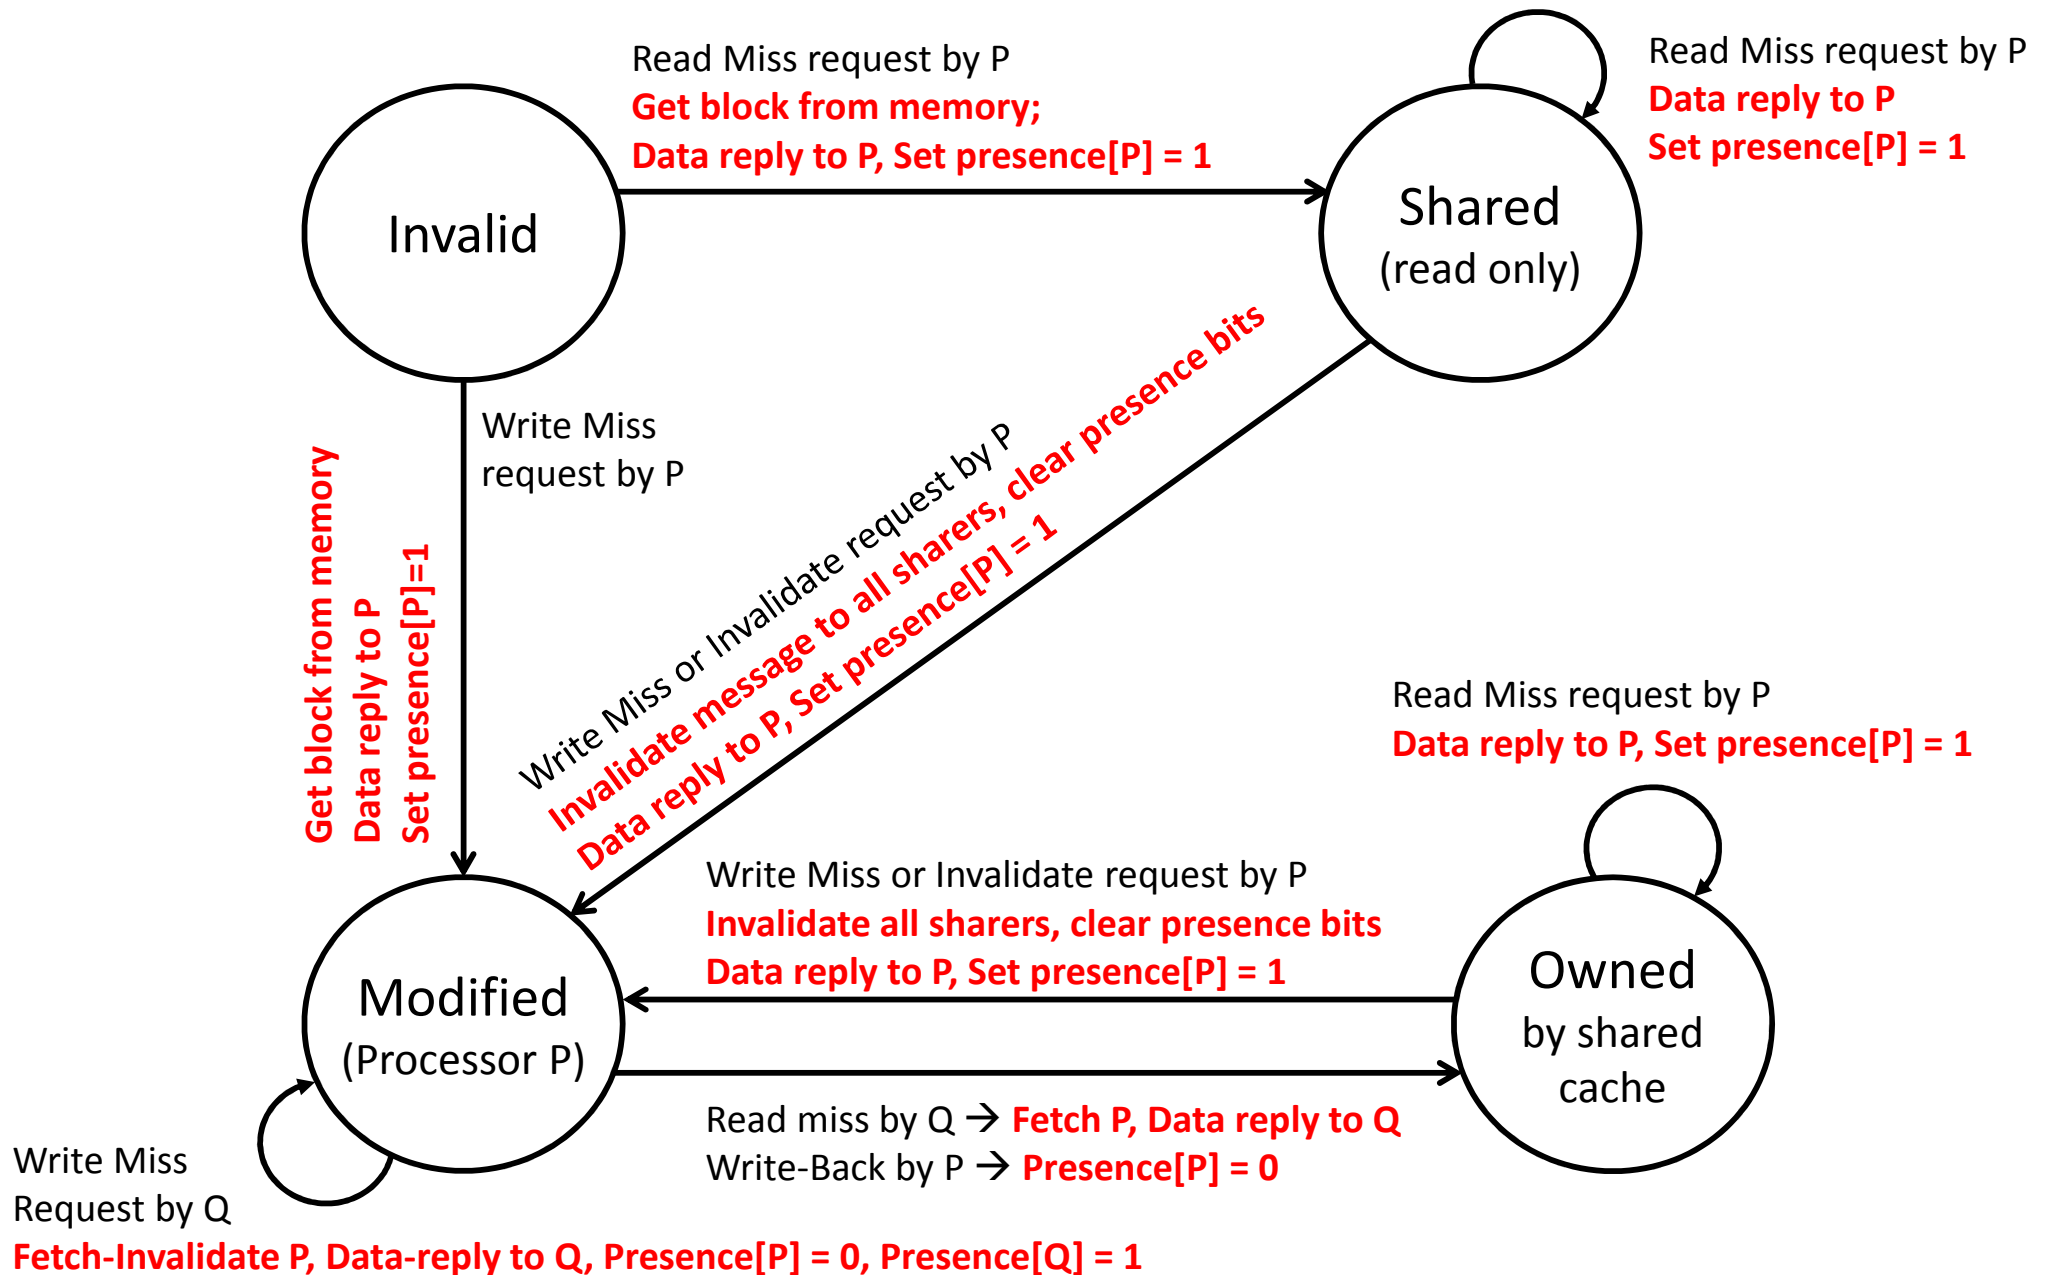 Read Miss request by P
Get block from memory;
Data reply to P, Set presence[P] = 1
Read Miss request by P
Data reply to P
Set presence[P] = 1
Invalid
Shared
(read only)
Write Miss
request by P
Get block from memory
Data reply to P
Set presence[P]=1
Write Miss or Invalidate request by P
Invalidate message to all sharers, clear presence bits
Data reply to P, Set presence[P] = 1
Read Miss request by P
Data reply to P, Set presence[P] = 1
Write Miss or Invalidate request by P
Invalidate all sharers, clear presence bits
Data reply to P, Set presence[P] = 1
Modified
(Processor P)
Owned
by shared
cache
Read miss by Q → Fetch P, Data reply to Q
Write-Back by P → Presence[P] = 0
Write Miss
Request by Q
Fetch-Invalidate P, Data-reply to Q, Presence[P] = 0, Presence[Q] = 1